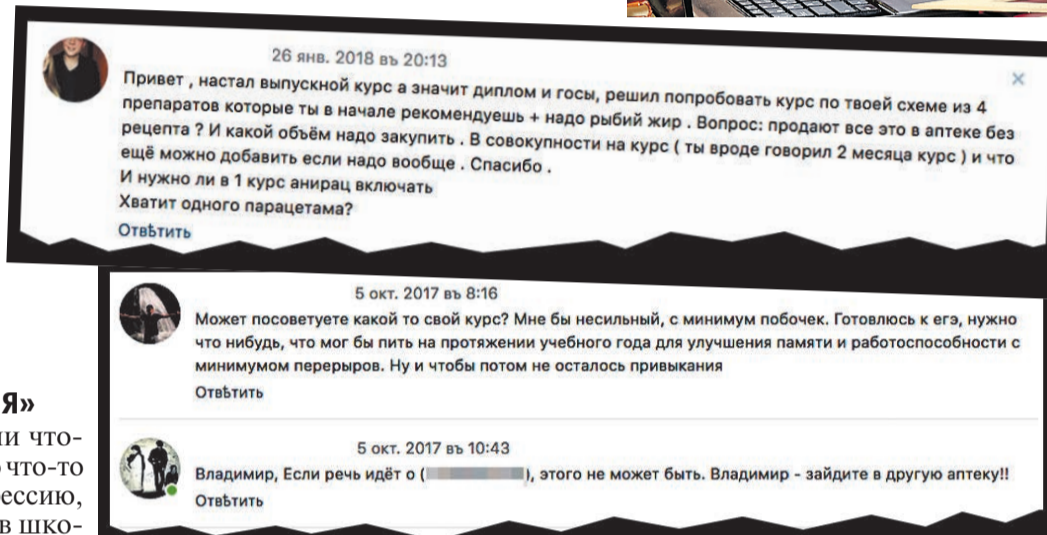 26 янв. 2018 въ 20:13
Привет , настал выпускной курс а значит диплом и госы, решил попробовать курс по твоей схеме из 4
препаратов которые ты в начале рекомендуешь + надо рыбий жир . Вопрос: продают все это в аптеке без
рецепта ? И какой объём надо закупить . В совокупности на курс ( ты вроде говорил 2 месяца курс ) и что
ещё можно добавить если надо вообще . Спасибо .
И нужно ли в 1 курс анирац включать
Хватит одного парацетама?
Отвѣтить
5 окт. 2017 въ 8:16
Может посоветуете какой то свой курс? Мне бы несильный, с минимум побочек. Готовлюсь к егэ, нужно
что нибудь, что мог бы пить на протяжении учебного года для улучшения памяти и работоспособности с
минимумом перерыров. Ну и чтобы потом не осталось привыкания
Отвѣтить
5 окт. 2017 въ 10:43
Владимир, Если речь идёт о ( ), этого не может быть. Владимир - зайдите в другую аптеку!!
Отвѣтить
Я»
ли что-
о что-то
рессию,
в шко-